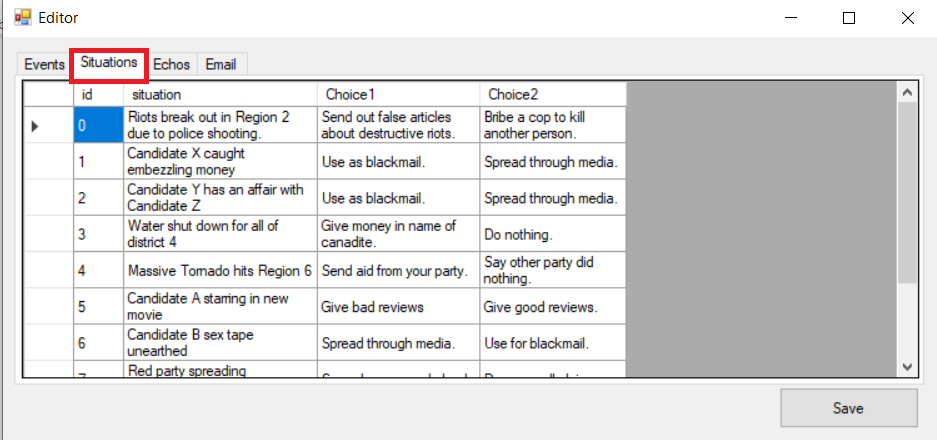 Editor
Events Situations Echos Email
id situation Choice1 Choice2
0 Riots break out in Region 2 due to police shooting. Send out false articles about destructive riots. Bribe a cop to kill another person.
1 Candidate X caught embezzling money Use as blackmail. Spread through media.
2 Candidate Y has an affair with Candidate Z Use as blackmail. Spread through media.
3 Water shut down for all of district 4 Give money in name of canadite. Do nothing.
4 Massive Tornado hits Region 6 Send aid from your party. Say other party did nothing.
5 Candidate A starring in new movie Give bad reviews Give good reviews.
6 Candidate B sex tape unearthed Spread through media. Use for blackmail.
Red party spreading
Save